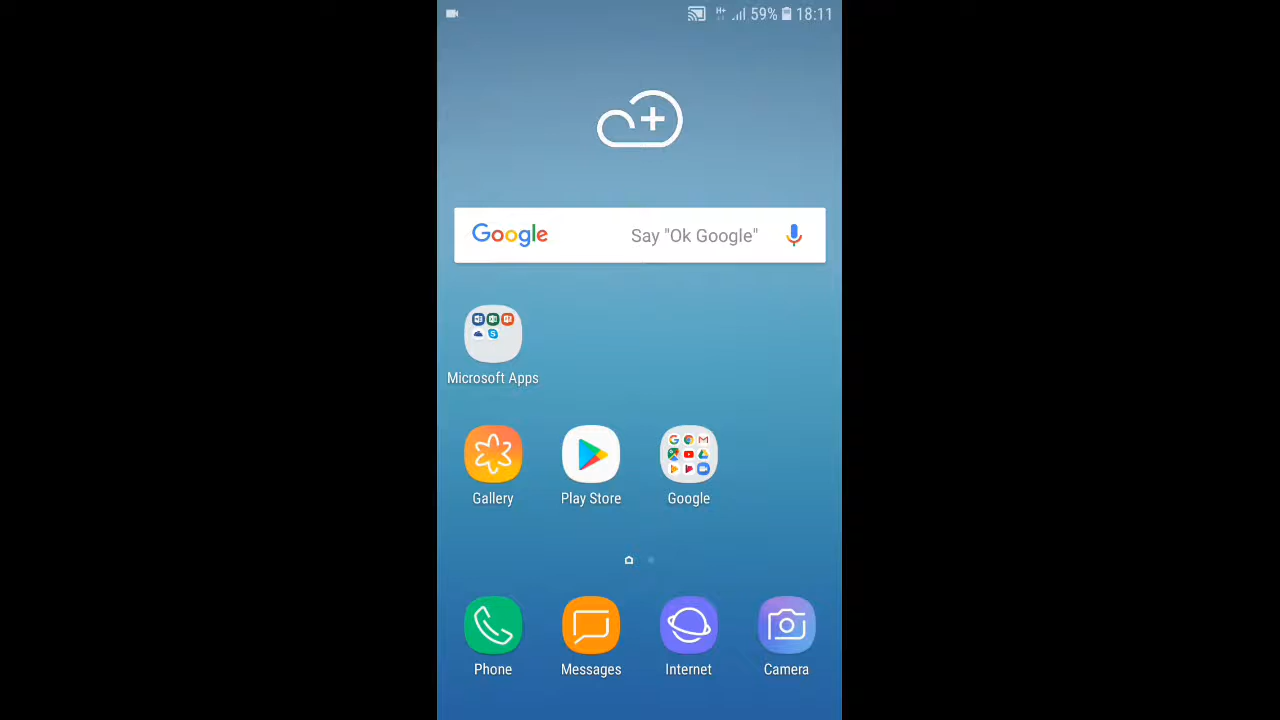 H+ 59% 18:11
Google Say "Ok Google"
Microsoft Apps
Gallery Play Store Google
Phone Messages Internet Camera